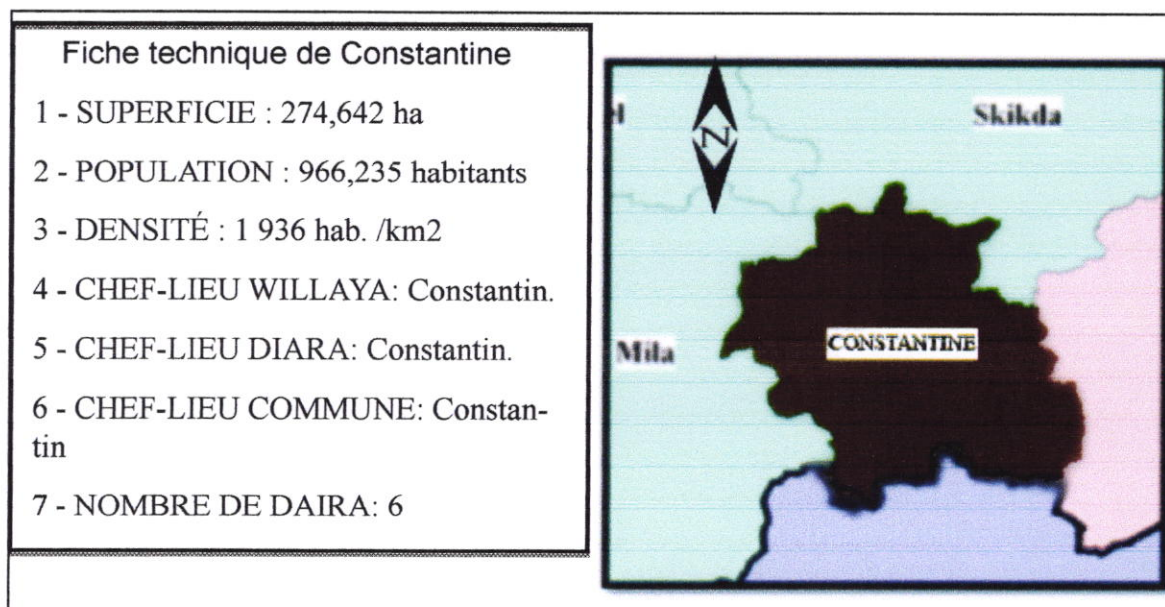 Fiche technique de Constantine
1 - SUPERFICIE : 274,642 ha
2 - POPULATION : 966,235 habitants
3 - DENSITÉ : 1 936 hab. /km2
4 - CHEF-LIEU WILLAYA: Constantin.
5 - CHEF-LIEU DIARA: Constantin.
6 - CHEF-LIEU COMMUNE: Constan-
tin
7 - NOMBRE DE DAIRA: 6
el
N
Skikda
Mila
CONSTANTINE